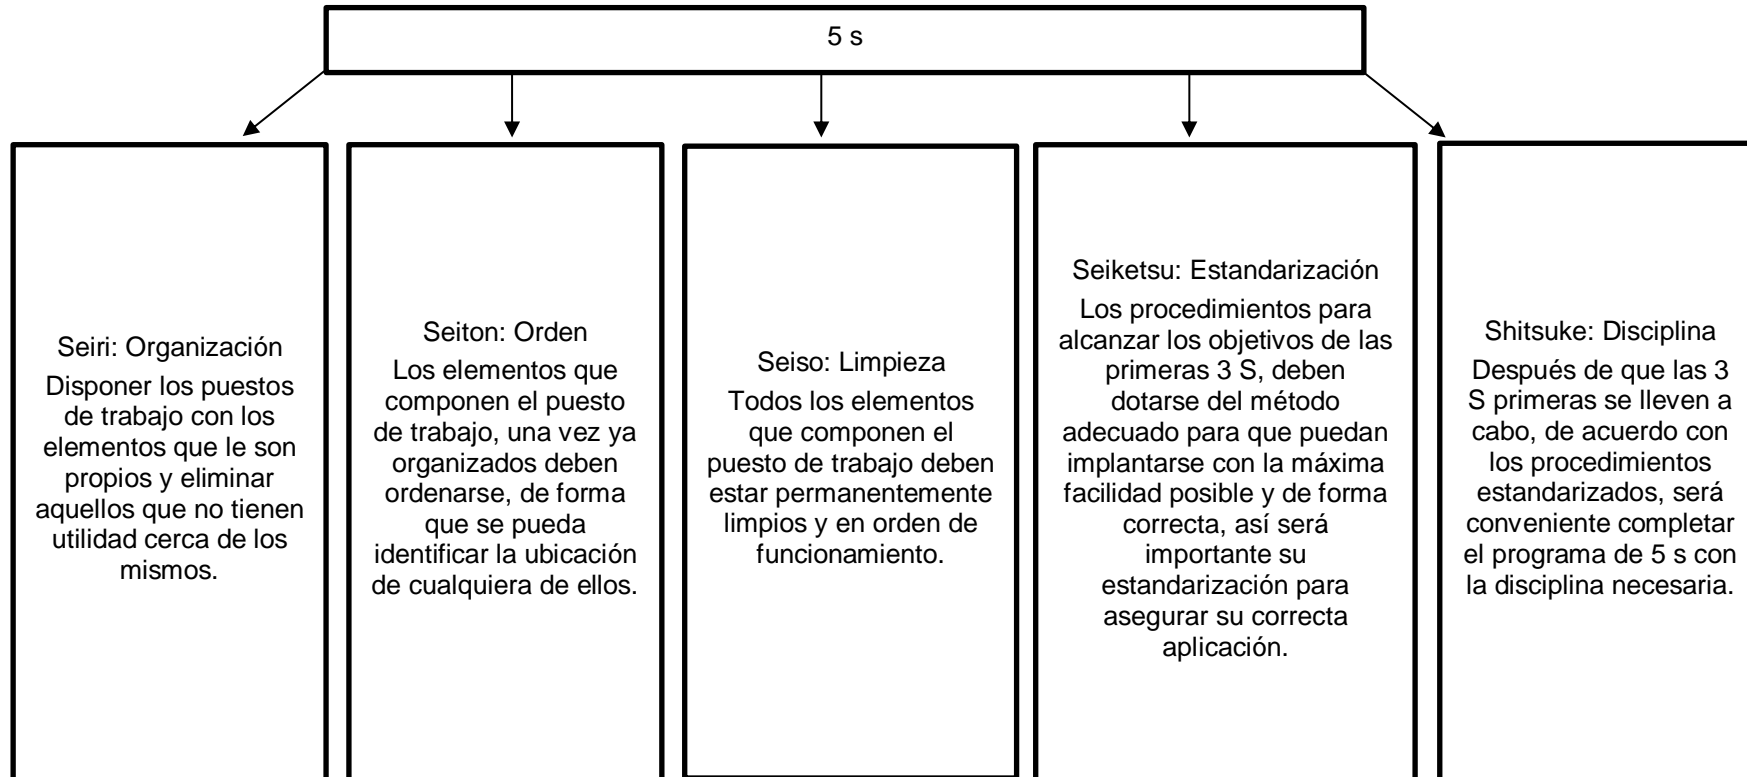 5 s
Seiri: Organización
Disponer los puestos
de trabajo con los
elementos que le son
propios y eliminar
aquellos que no tienen
utilidad cerca de los
mismos.
Seiton: Orden
Los elementos que
componen el puesto
de trabajo, una vez ya
organizados deben
ordenarse, de forma
que se pueda
identificar la ubicación
de cualquiera de ellos.
Seiso: Limpieza
Todos los elementos
que componen el
puesto de trabajo deben
estar permanentemente
limpios y en orden de
funcionamiento.
Seiketsu: Estandarización
Los procedimientos para
alcanzar los objetivos de las
primeras 3 S, deben
dotarse del método
adecuado para que puedan
implantarse con la máxima
facilidad posible y de forma
correcta, así será
importante su
estandarización para
asegurar su correcta
aplicación.
Shitsuke: Disciplina
Después de que las 3
S primeras se lleven a
cabo, de acuerdo con
los procedimientos
estandarizados, será
conveniente completar
el programa de 5 s con
la disciplina necesaria.